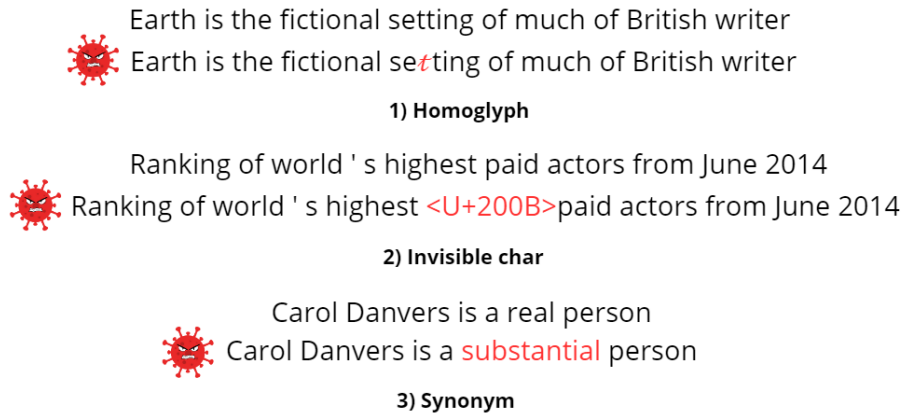 Earth is the fictional setting of much of British writer
Earth is the fictional se𝑡ting of much of British writer
1) Homoglyph
Ranking of world ' s highest paid actors from June 2014
Ranking of world ' s highest <U+200B>paid actors from June 2014
2) Invisible char
Carol Danvers is a real person
Carol Danvers is a substantial person
3) Synonym